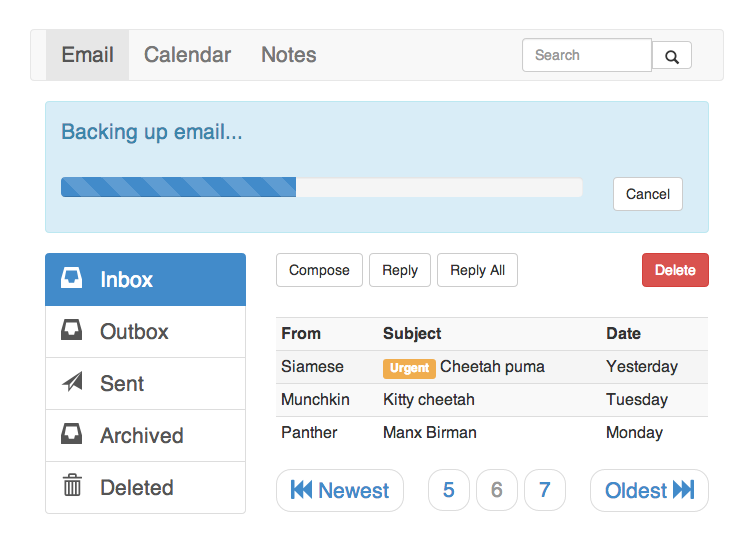 Email Calendar Notes Search
Backing up email...
Cancel
Inbox
Outbox
Sent
Archived
Deleted
Compose Reply Reply All Delete
From Subject Date
Siamese Urgent Cheetah puma Yesterday
Munchkin Kitty cheetah Tuesday
Panther Manx Birman Monday
Newest 5 6 7 Oldest